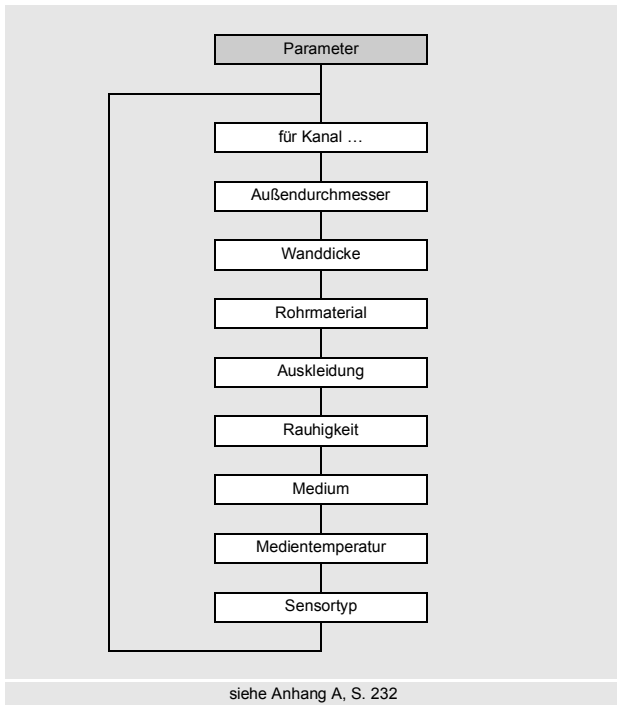 Parameter
für Kanal …
Außendurchmesser
Wanddicke
Rohrmaterial
Auskleidung
Rauhigkeit
Medium
Medientemperatur
Sensortyp
siehe Anhang A, S. 232